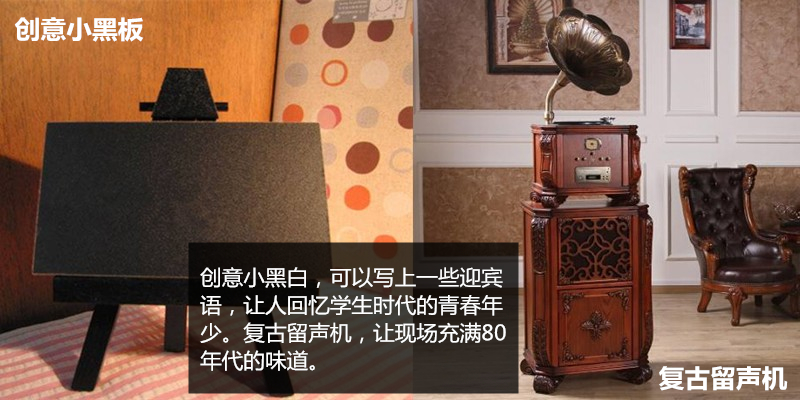 创意小黑板
创意小黑白，可以写上一些迎宾
语，让人回忆学生时代的青春年
少。复古留声机，让现场充满80
年代的味道。
复古留声机